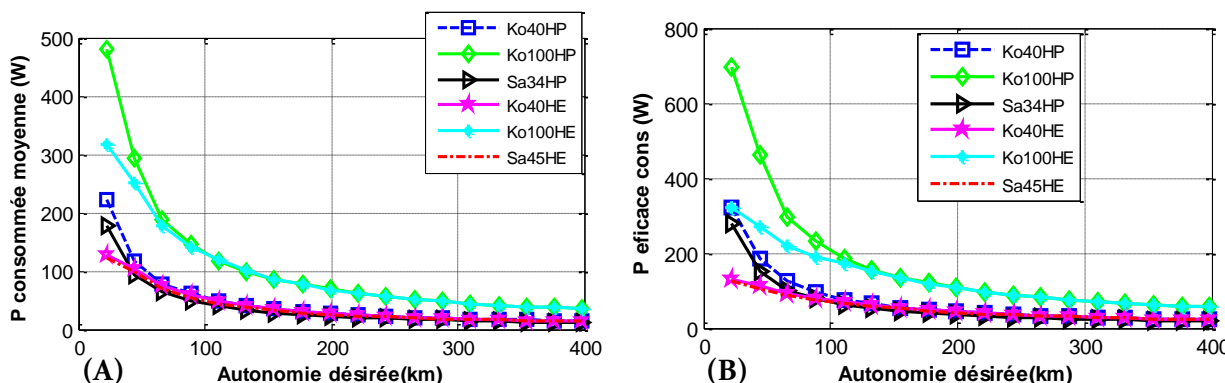 P consommée moyenne (W)
500
400
300
200
100
0
0
100
200
300
400
Autonomie désirée(km)
(A)
Ko40HP
Ko100HP
Sa34HP
Ko40HE
Ko100HE
Sa45HE
P eficace cons (W)
800
600
400
200
0
0
100
200
300
400
Autonomie désirée(km)
(B)
Ko40HP
Ko100HP
Sa34HP
Ko40HE
Ko100HE
Sa45HE